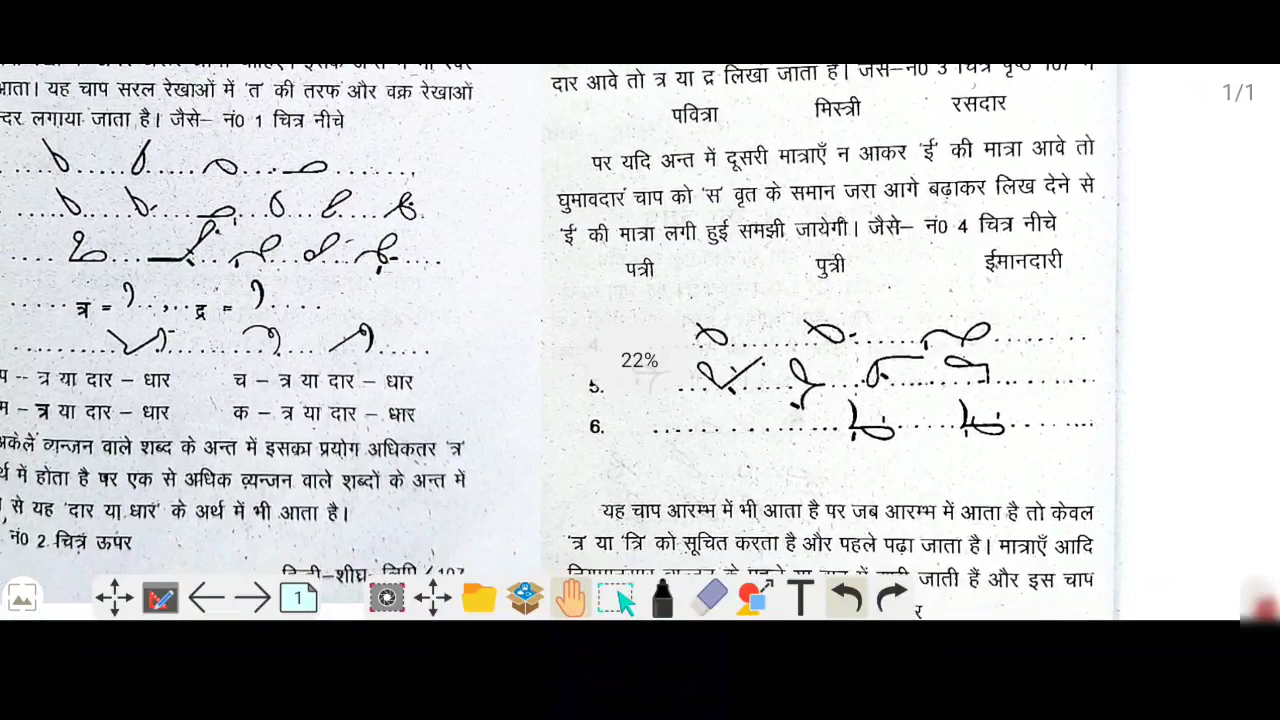 आता। यह चाप सरल रेखाओं में 'त' की तरफ और वक्र रेखाओं
न्दर लगाया जाता है। जैसे– नं0 1 चित्र नीचे
त्र = , द्र =
– त्र या दार – धार च – त्र या दार – धार
– त्र या दार – धार क – त्र या दार – धार
अकेले व्यन्जन वाले शब्द के अन्त में इसका प्रयोग अधिकतर 'त्र'
र्थ में होता है पर एक से अधिक व्यन्जन वाले शब्दों के अन्त में
से यह 'दार या धार' के अर्थ में भी आता है।
नं0 2 चित्र ऊपर
दार आवे तो त्र या द्र लिखा जाता है। जैसे–नं0 3 चित्र पृष्ठ 107
पवित्रा मिस्त्री रसदार
पर यदि अन्त में दूसरी मात्राएँ न आकर 'ई' की मात्रा आवे तो
घुमावदार चाप को 'स' वृत के समान जरा आगे बढ़ाकर लिख देने से
'ई' की मात्रा लगी हुई समझी जायेगी। जैसे– नं0 4 चित्र नीचे
पत्री पुत्री ईमानदारी
4.
5.
6.
यह चाप आरम्भ में भी आता है पर जब आरम्भ में आता है तो केवल
'त्र' या 'त्रि' को सूचित करता है और पहले पढ़ा जाता है। मात्राएँ आदि
जाती हैं और इस चाप
र
22%
1/1
1
T